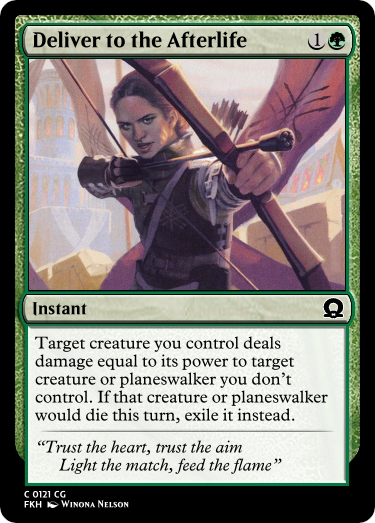 Deliver to the Afterlife 1
Instant
Target creature you control deals
damage equal to its power to target
creature or planeswalker you don't
control. If that creature or planeswalker
would die this turn, exile it instead.
“Trust the heart, trust the aim
Light the match, feed the flame”
C 0121 CG
FKH Winona Nelson